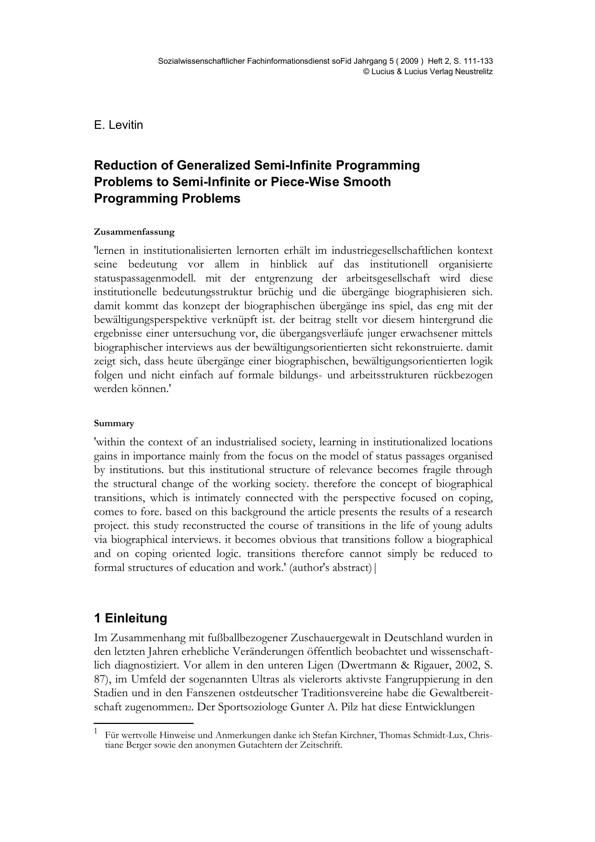 Sozialwissenschaftlicher Fachinformationsdienst soFid Jahrgang 5 ( 2009 ) Heft 2, S. 111-133
© Lucius & Lucius Verlag Neustrelitz
E. Levitin
Reduction of Generalized Semi-Infinite Programming
Problems to Semi-Infinite or Piece-Wise Smooth
Programming Problems
Zusammenfassung
'lernen in institutionalisierten lernorten erhält im industriegesellschaftlichen kontext
seine bedeutung vor allem in hinblick auf das institutionell organisierte
statuspassagenmodell. mit der entgrenzung der arbeitsgesellschaft wird diese
institutionelle bedeutungsstruktur brüchig und die übergänge biographisieren sich.
damit kommt das konzept der biographischen übergänge ins spiel, das eng mit der
bewältigungsperspektive verknüpft ist. der beitrag stellt vor diesem hintergrund die
ergebnisse einer untersuchung vor, die übergangsverläufe junger erwachsener mittels
biographischer interviews aus der bewältigungsorientierten sicht rekonstruierte. damit
zeigt sich, dass heute übergänge einer biographischen, bewältigungsorientierten logik
folgen und nicht einfach auf formale bildungs- und arbeitsstrukturen rückbezogen
werden können.'
Summary
'within the context of an industrialised society, learning in institutionalized locations
gains in importance mainly from the focus on the model of status passages organised
by institutions. but this institutional structure of relevance becomes fragile through
the structural change of the working society. therefore the concept of biographical
transitions, which is intimately connected with the perspective focused on coping,
comes to fore. based on this background the article presents the results of a research
project. this study reconstructed the course of transitions in the life of young adults
via biographical interviews. it becomes obvious that transitions follow a biographical
and on coping oriented logic. transitions therefore cannot simply be reduced to
formal structures of education and work.' (author's abstract)|
1 Einleitung
Im Zusammenhang mit fußballbezogener Zuschauergewalt in Deutschland wurden in
den letzten Jahren erhebliche Veränderungen öffentlich beobachtet und wissenschaft-
lich diagnostiziert. Vor allem in den unteren Ligen (Dwertmann & Rigauer, 2002, S.
87), im Umfeld der sogenannten Ultras als vielerorts aktivste Fangruppierung in den
Stadien und in den Fanszenen ostdeutscher Traditionsvereine habe die Gewaltbereit-
schaft zugenommen2. Der Sportsoziologe Gunter A. Pilz hat diese Entwicklungen
1 Für wertvolle Hinweise und Anmerkungen danke ich Stefan Kirchner, Thomas Schmidt-Lux, Chris-
tiane Berger sowie den anonymen Gutachtern der Zeitschrift.